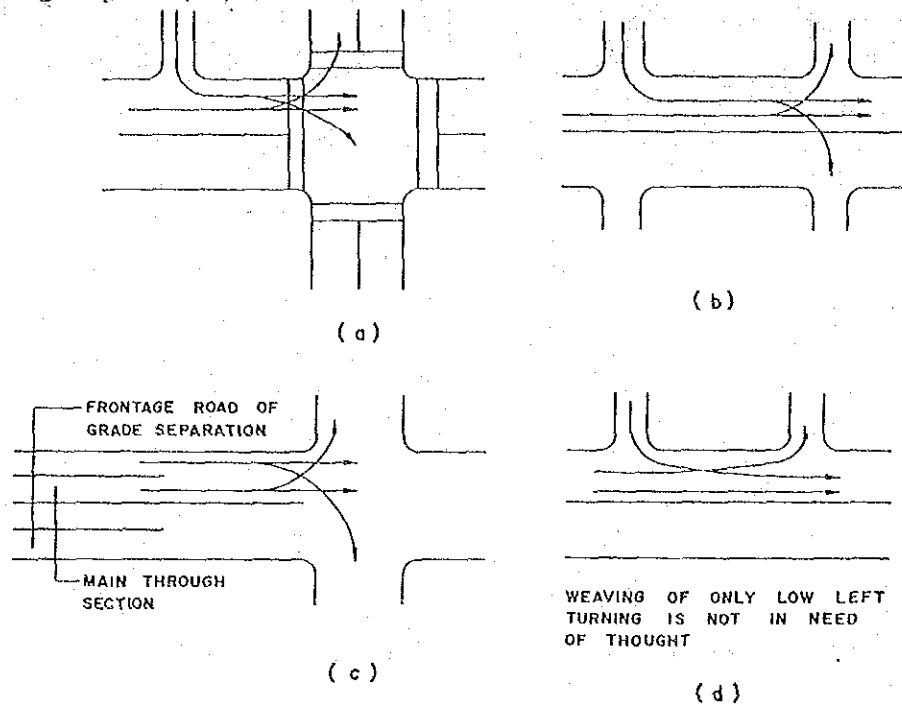 (a)
(b)
FRONTAGE ROAD OF
GRADE SEPARATION
MAIN THROUGH
SECTION
(c)
WEAVING OF ONLY LOW LEFT
TURNING IS NOT IN NEED
OF THOUGHT
(d)